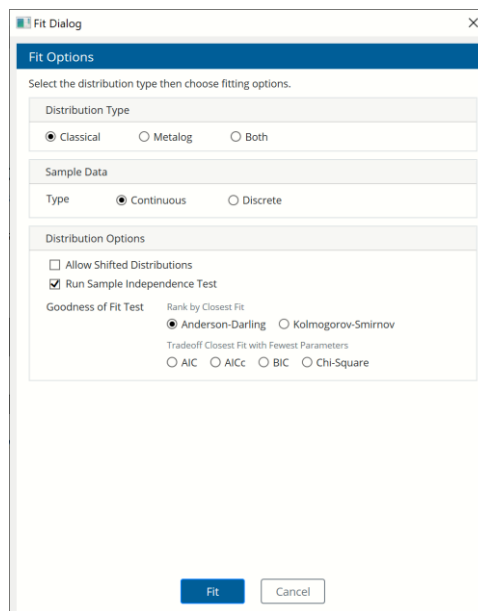 Fit Dialog
Fit Options
Select the distribution type then choose fitting options.
Distribution Type
Classical Metalog Both
Sample Data
Type Continuous Discrete
Distribution Options
Allow Shifted Distributions
Run Sample Independence Test
Goodness of Fit Test Rank by Closest Fit
Anderson-Darling Kolmogorov-Smirnov
Tradeoff Closest Fit with Fewest Parameters
AIC AICc BIC Chi-Square
Fit Cancel